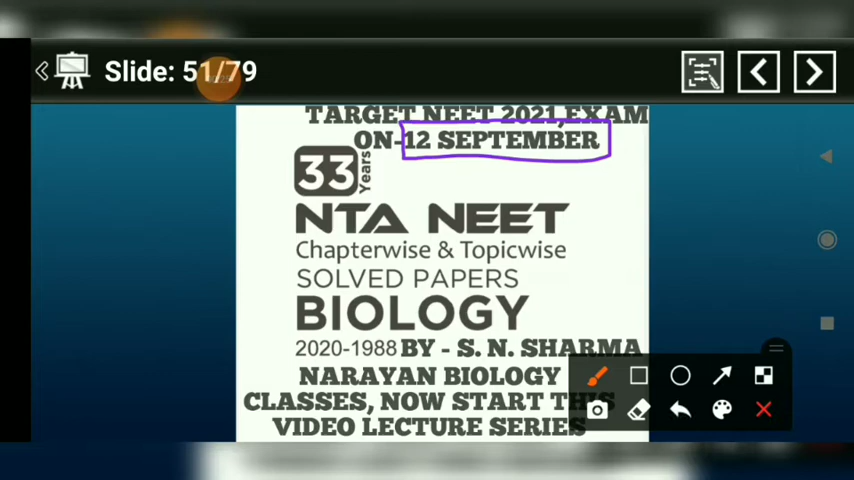 Slide: 51/79
TARGET NEET 2021,EXAM
ON-12 SEPTEMBER
33 Years
NTA NEET
Chapterwise & Topicwise
SOLVED PAPERS
BIOLOGY
2020-1988 BY - S. N. SHARMA
NARAYAN BIOLOGY
CLASSES, NOW START THIS
VIDEO LECTURE SERIES